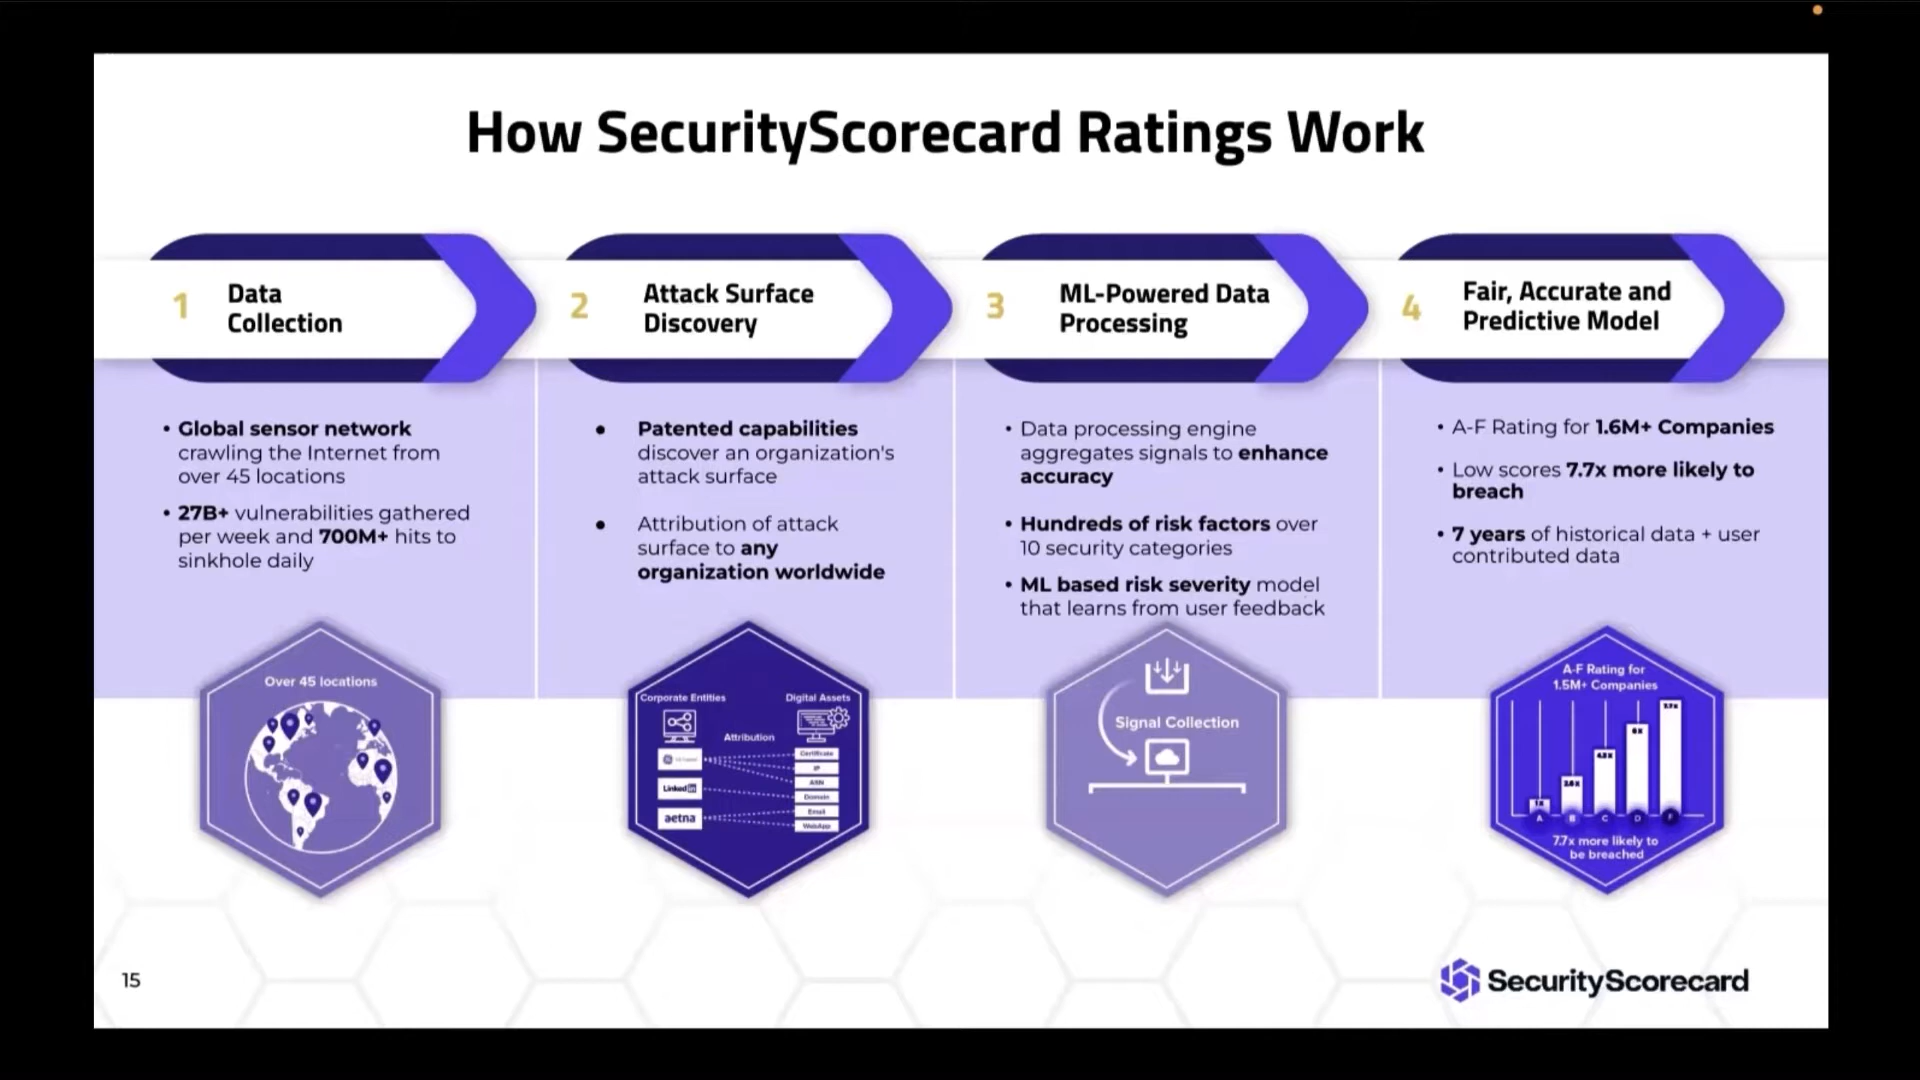 How SecurityScorecard Ratings Work
1
Data
Collection
2
Attack Surface
Discovery
3
ML-Powered Data
Processing
4
Fair, Accurate and
Predictive Model
• Global sensor network
crawling the Internet from
over 45 locations
• 27B+ vulnerabilities gathered
per week and 700M+ hits to
sinkhole daily
● Patented capabilities
discover an organization's
attack surface
● Attribution of attack
surface to any
organization worldwide
• Data processing engine
aggregates signals to enhance
accuracy
• Hundreds of risk factors over
10 security categories
• ML based risk severity model
that learns from user feedback
• A-F Rating for 1.6M+ Companies
• Low scores 7.7x more likely to
breach
• 7 years of historical data + user
contributed data
Over 45 locations
Corporate Entities
Digital Assets
Attribution
LinkedIn
aetna
Certificate
IP
ASN
Domain
Email
WebApp
Signal Collection
A-F Rating for
1.5M+ Companies
1x
6x
7.7x
A B C D F
7.7x more likely to
be breached
15
SecurityScorecard